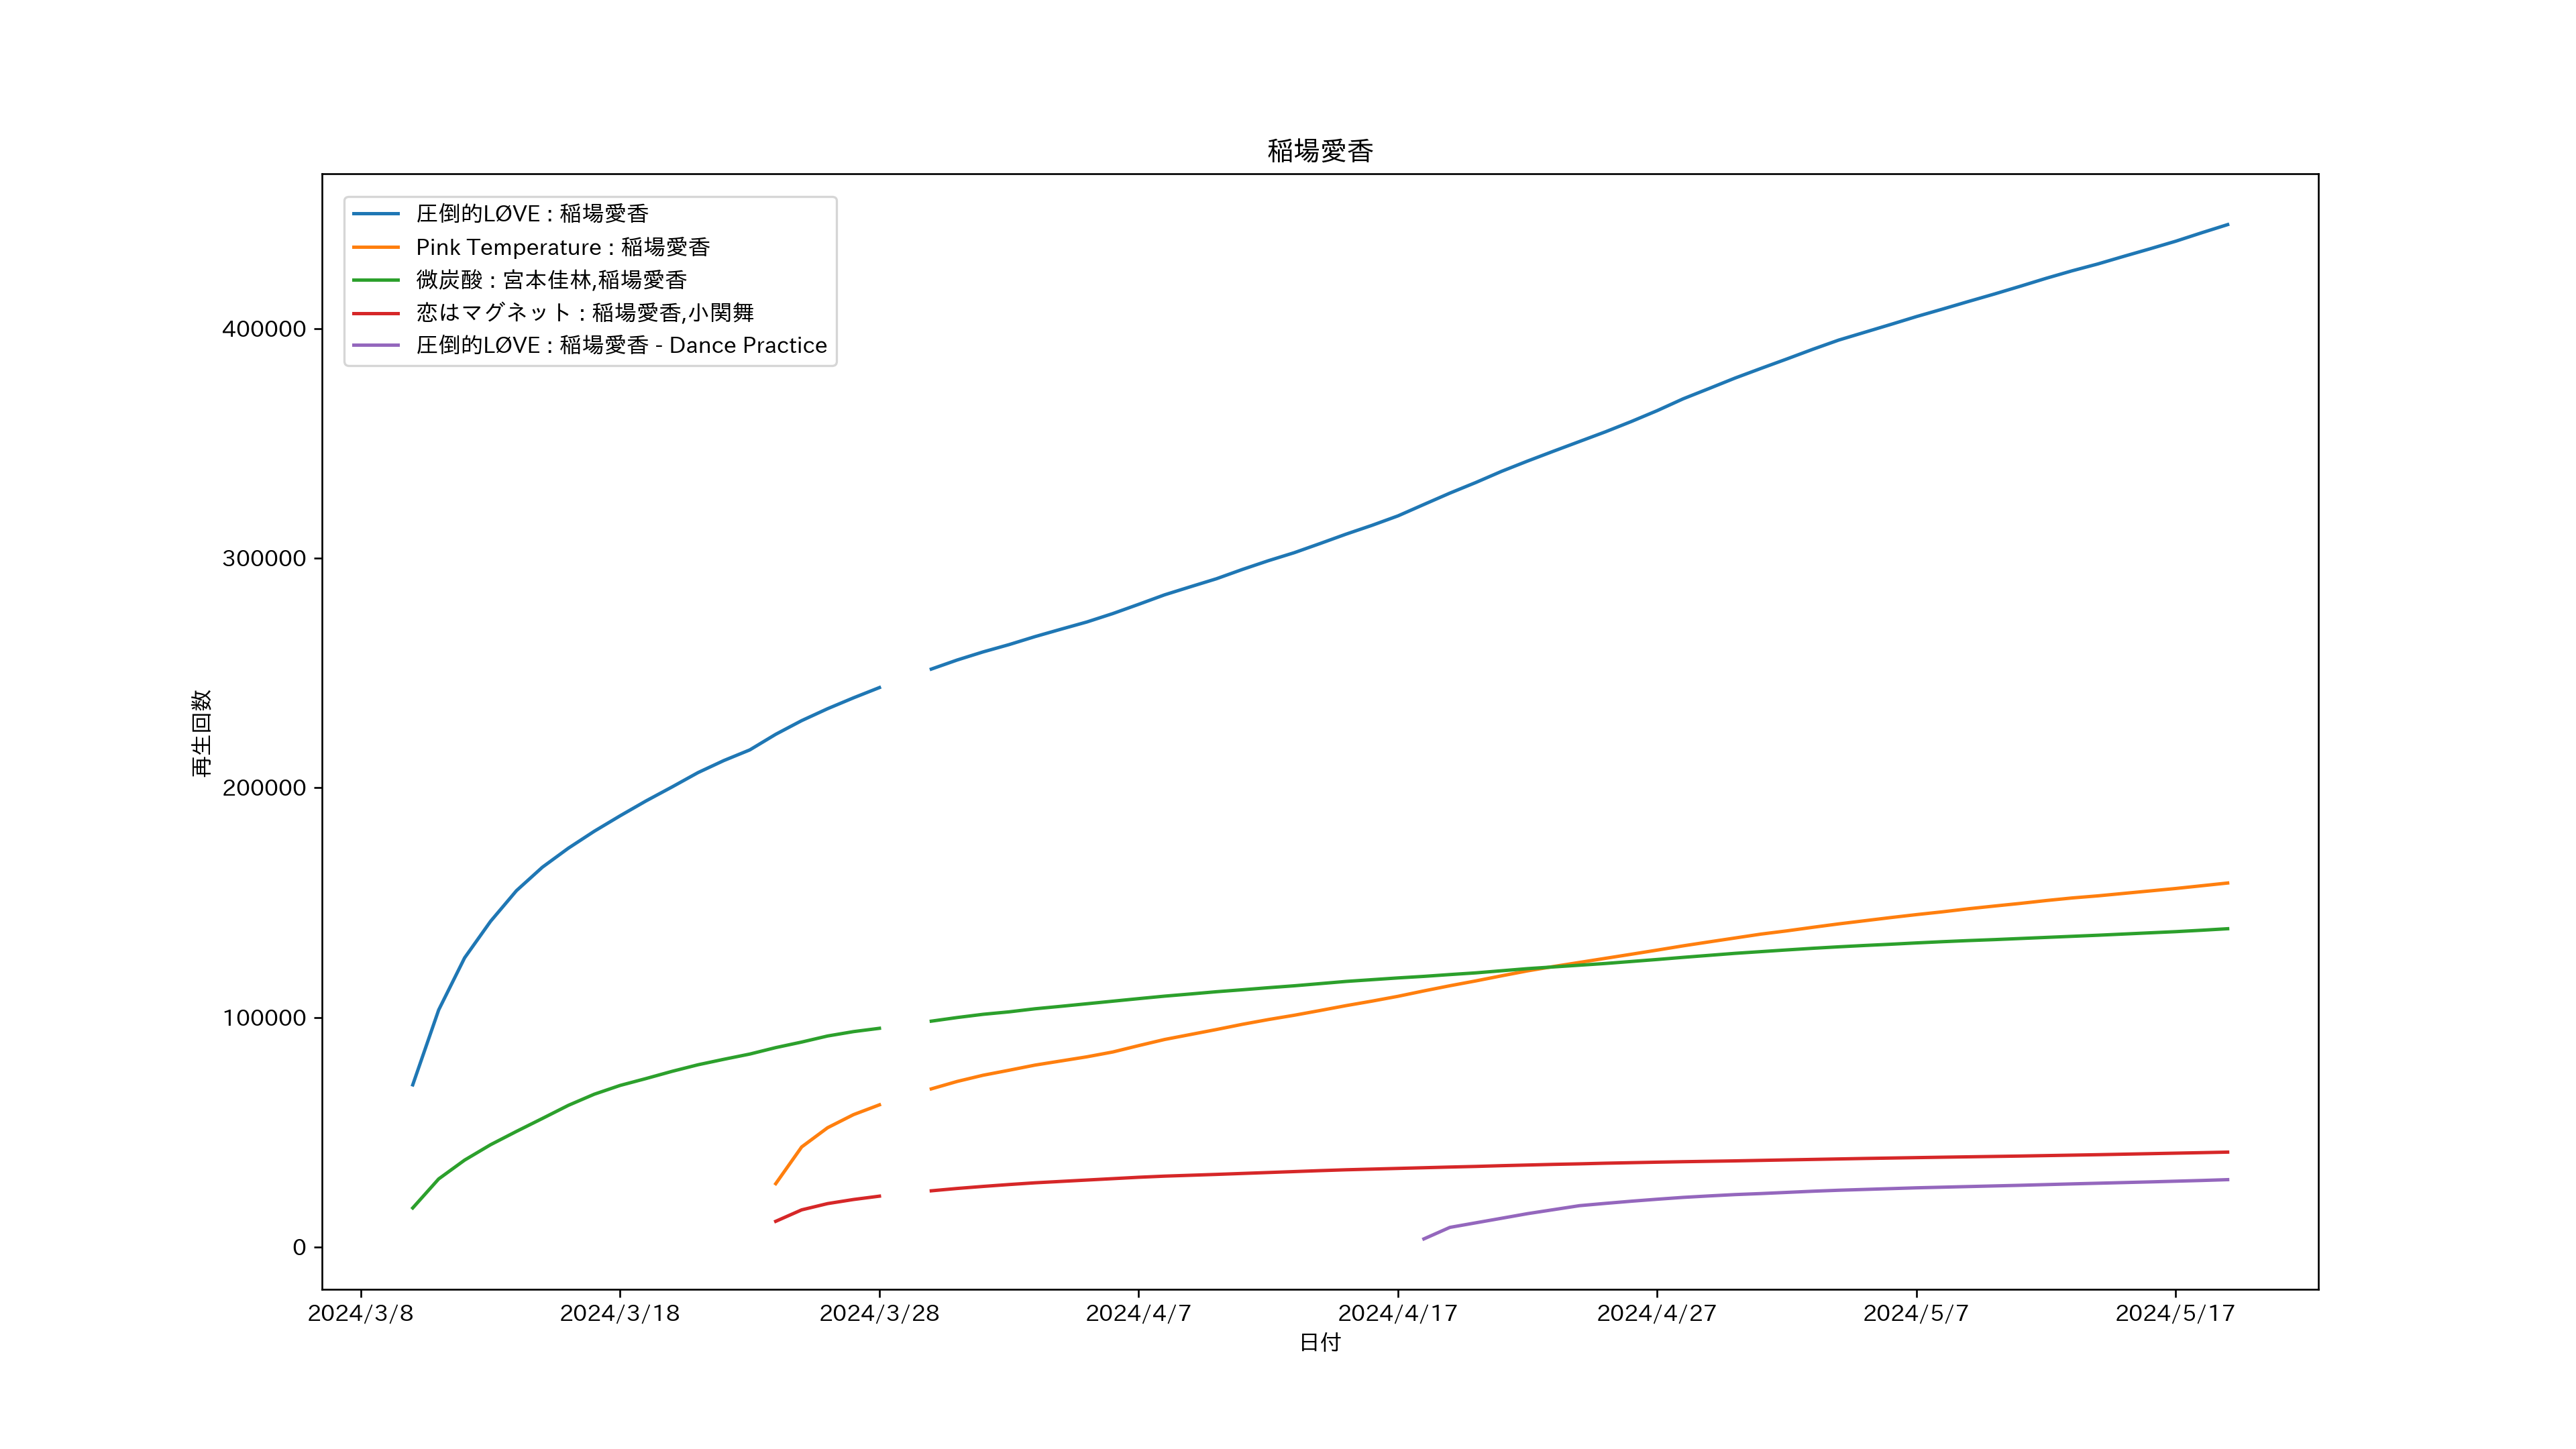 稲場愛香
圧倒的LØVE : 稲場愛香
Pink Temperature : 稲場愛香
微炭酸 : 宮本佳林,稲場愛香
恋はマグネット : 稲場愛香,小関舞
圧倒的LØVE : 稲場愛香 - Dance Practice
400000
300000
200000
100000
0
再生回数
2024/3/8 2024/3/18 2024/3/28 2024/4/7 2024/4/17 2024/4/27 2024/5/7 2024/5/17
日付